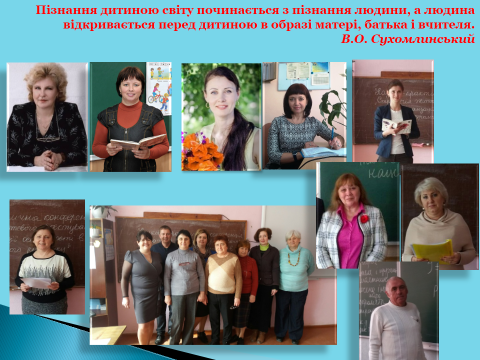 Пізнання дитиною світу починається з пізнання людини, а людина
відкривається перед дитиною в образі матері, батька і вчителя.
В.О. Сухомлинський